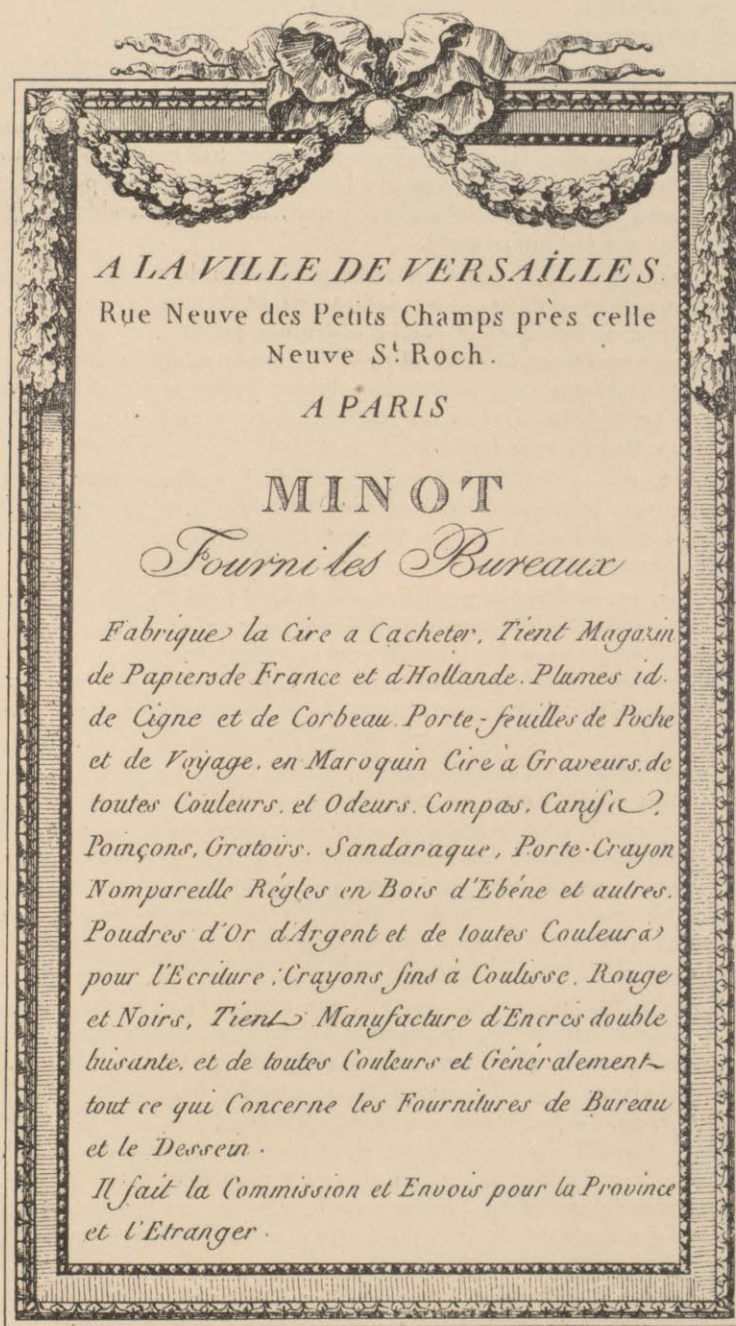 A LA VILLE DE VERSAILLES
Rue Neuve des Petits Champs près celle
Neuve St. Roch.
A PARIS
MINOT
Fourni les Bureaux
Fabrique la Cire a Cacheter, Tient Magazin
de Papiers de France et d'Hollande. Plumes id.
de Cigne et de Corbeau. Porte-feuilles de Poche
et de Voyage. en Maroquin Cire à Graveurs. de
toutes Couleurs. et Odeurs. Compas. Canifs.
Poinçons, Gratoirs. Sandaraque, Porte-Crayon
Nompareille Régles en Bois d'Ebéne et autres.
Poudres d'Or d'Argent et de toutes Couleurs
pour l'Ecriture; Crayons fins à Coulisse. Rouge
et Noirs, Tient Manufacture d'Encres double
luisante. et de toutes Couleurs et Généralement
tout ce qui Concerne les Fournitures de Bureau
et le Dessein.
Il fait la Commission et Envois pour la Province
et l'Etranger.